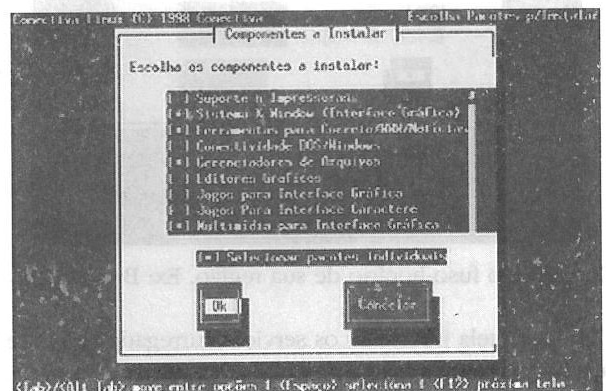 Conectiva Linux (C) 1998 Conectiva
Escolha Pacotes p/Instalar
Componentes a Instalar
Escolha os componentes a instalar:
[ ] Suporte a Impressoras
[*] Sistema X Window (Interface Gráfica)
[*] Ferramentas para Correio/WWW/Notícias
[ ] Conectividade DOS/Windows
[*] Gerenciadores de Arquivos
[ ] Editores Gráficos
[ ] Jogos para Interface Gráfica
[ ] Jogos Para Interface Caractere
[*] Multimídia para Interface Gráfica
[*] Selecionar pacotes individuais
Ok
Cancelar
<Tab>/<Alt Tab> move entre opções | <Espaço> seleciona | <F12> próxima tela